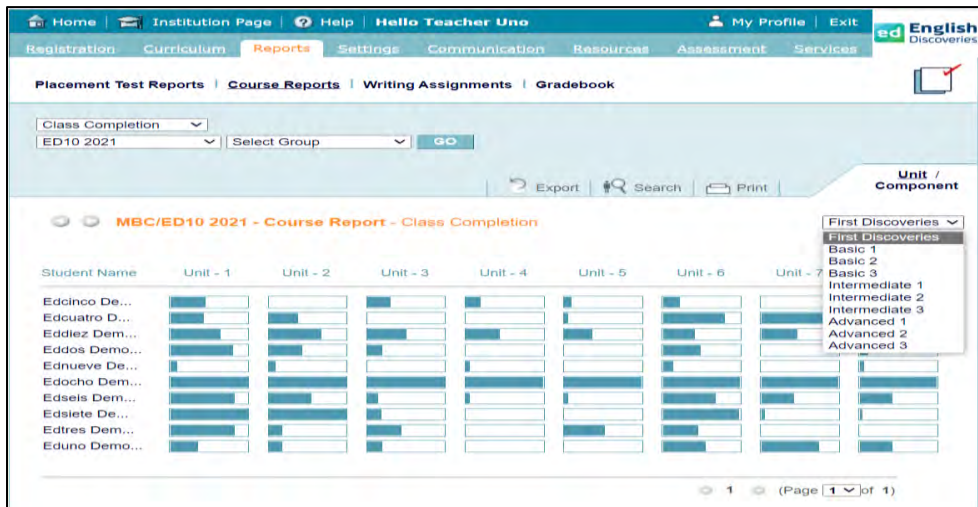 Home | Institution Page | Help | Hello Teacher Uno My Profile | Exit
ed English Discoveries
Registration Curriculum Reports Settings Communication Resources Assessment Services
Placement Test Reports | Course Reports | Writing Assignments | Gradebook
Class Completion
ED10 2021 Select Group GO
Export | Search | Print |
Unit /
Component
MBC/ED10 2021 - Course Report - Class Completion
First Discoveries
First Discoveries
Basic 1
Basic 2
Basic 3
Intermediate 1
Intermediate 2
Intermediate 3
Advanced 1
Advanced 2
Advanced 3
Student Name Unit - 1 Unit - 2 Unit - 3 Unit - 4 Unit - 5 Unit - 6 Unit - 7
Edcinco De...
Edcuatro D...
Eddiez Dem...
Eddos Demo...
Ednueve De...
Edocho Dem...
Edseis Dem...
Edsiete De...
Edtres Dem...
Eduno Demo...
1 (Page 1 of 1)